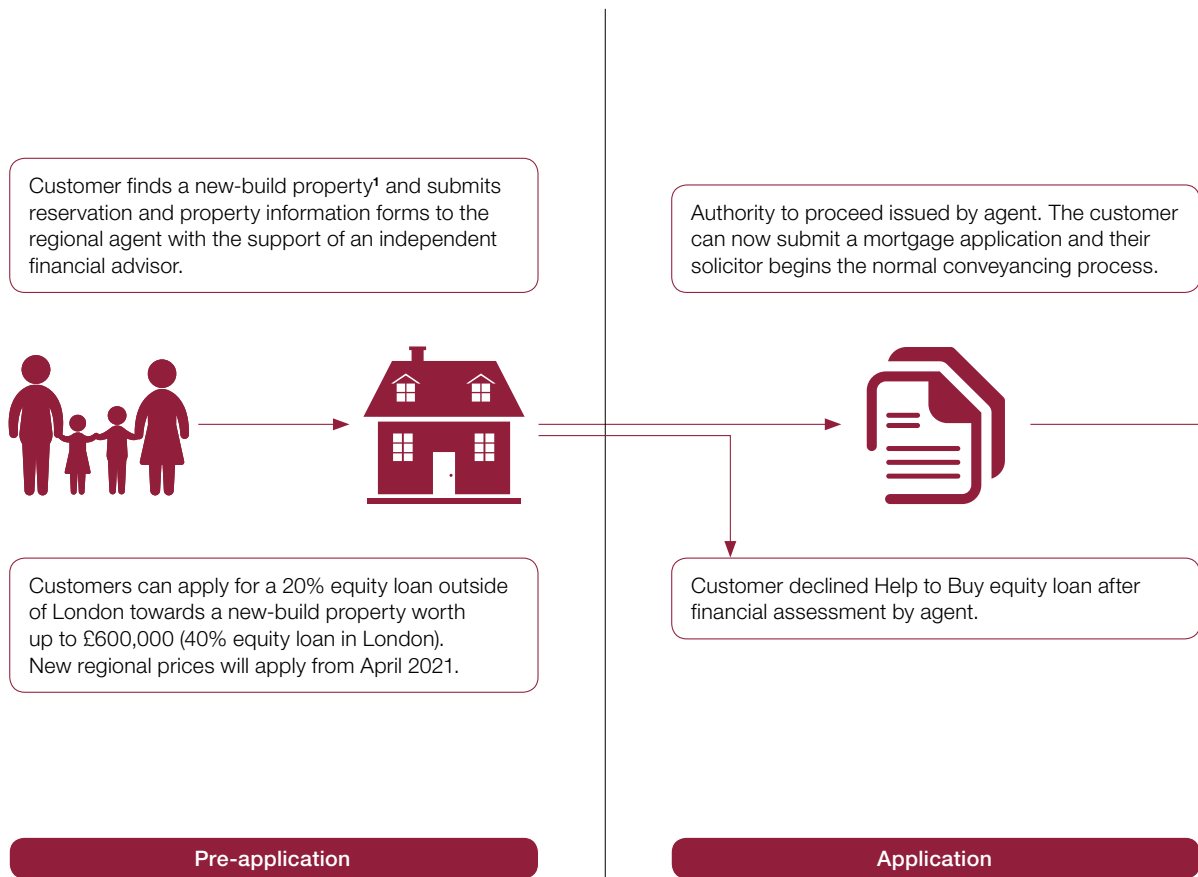 Customer finds a new-build property¹ and submits
reservation and property information forms to the
regional agent with the support of an independent
financial advisor.
Customers can apply for a 20% equity loan outside
of London towards a new-build property worth
up to £600,000 (40% equity loan in London).
New regional prices will apply from April 2021.
Pre-application
Authority to proceed issued by agent. The customer
can now submit a mortgage application and their
solicitor begins the normal conveyancing process.
Customer declined Help to Buy equity loan after
financial assessment by agent.
Application